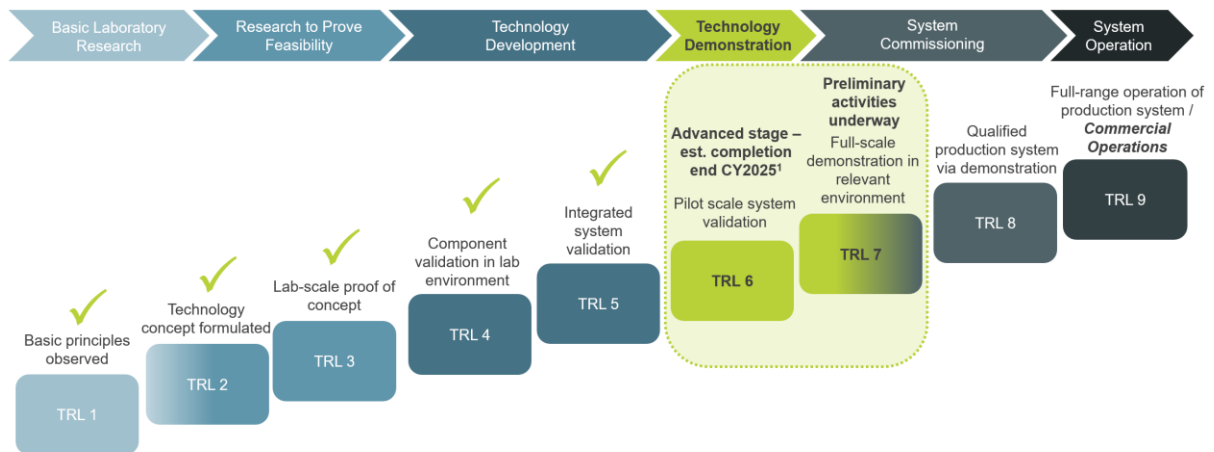 Basic Laboratory
Research
Research to Prove
Feasibility
Technology
Development
Technology
Demonstration
System
Commissioning
System
Operation
Basic principles
observed
TRL 1
Technology
concept formulated
TRL 2
Lab-scale proof of
concept
TRL 3
Component
validation in lab
environment
TRL 4
Integrated
system
validation
TRL 5
Advanced stage –
est. completion
end CY2025¹
Pilot scale system
validation
TRL 6
Preliminary
activities
underway
Full-scale
demonstration in
relevant
environment
TRL 7
Qualified
production system
via demonstration
TRL 8
Full-range operation of
production system /
Commercial
Operations
TRL 9